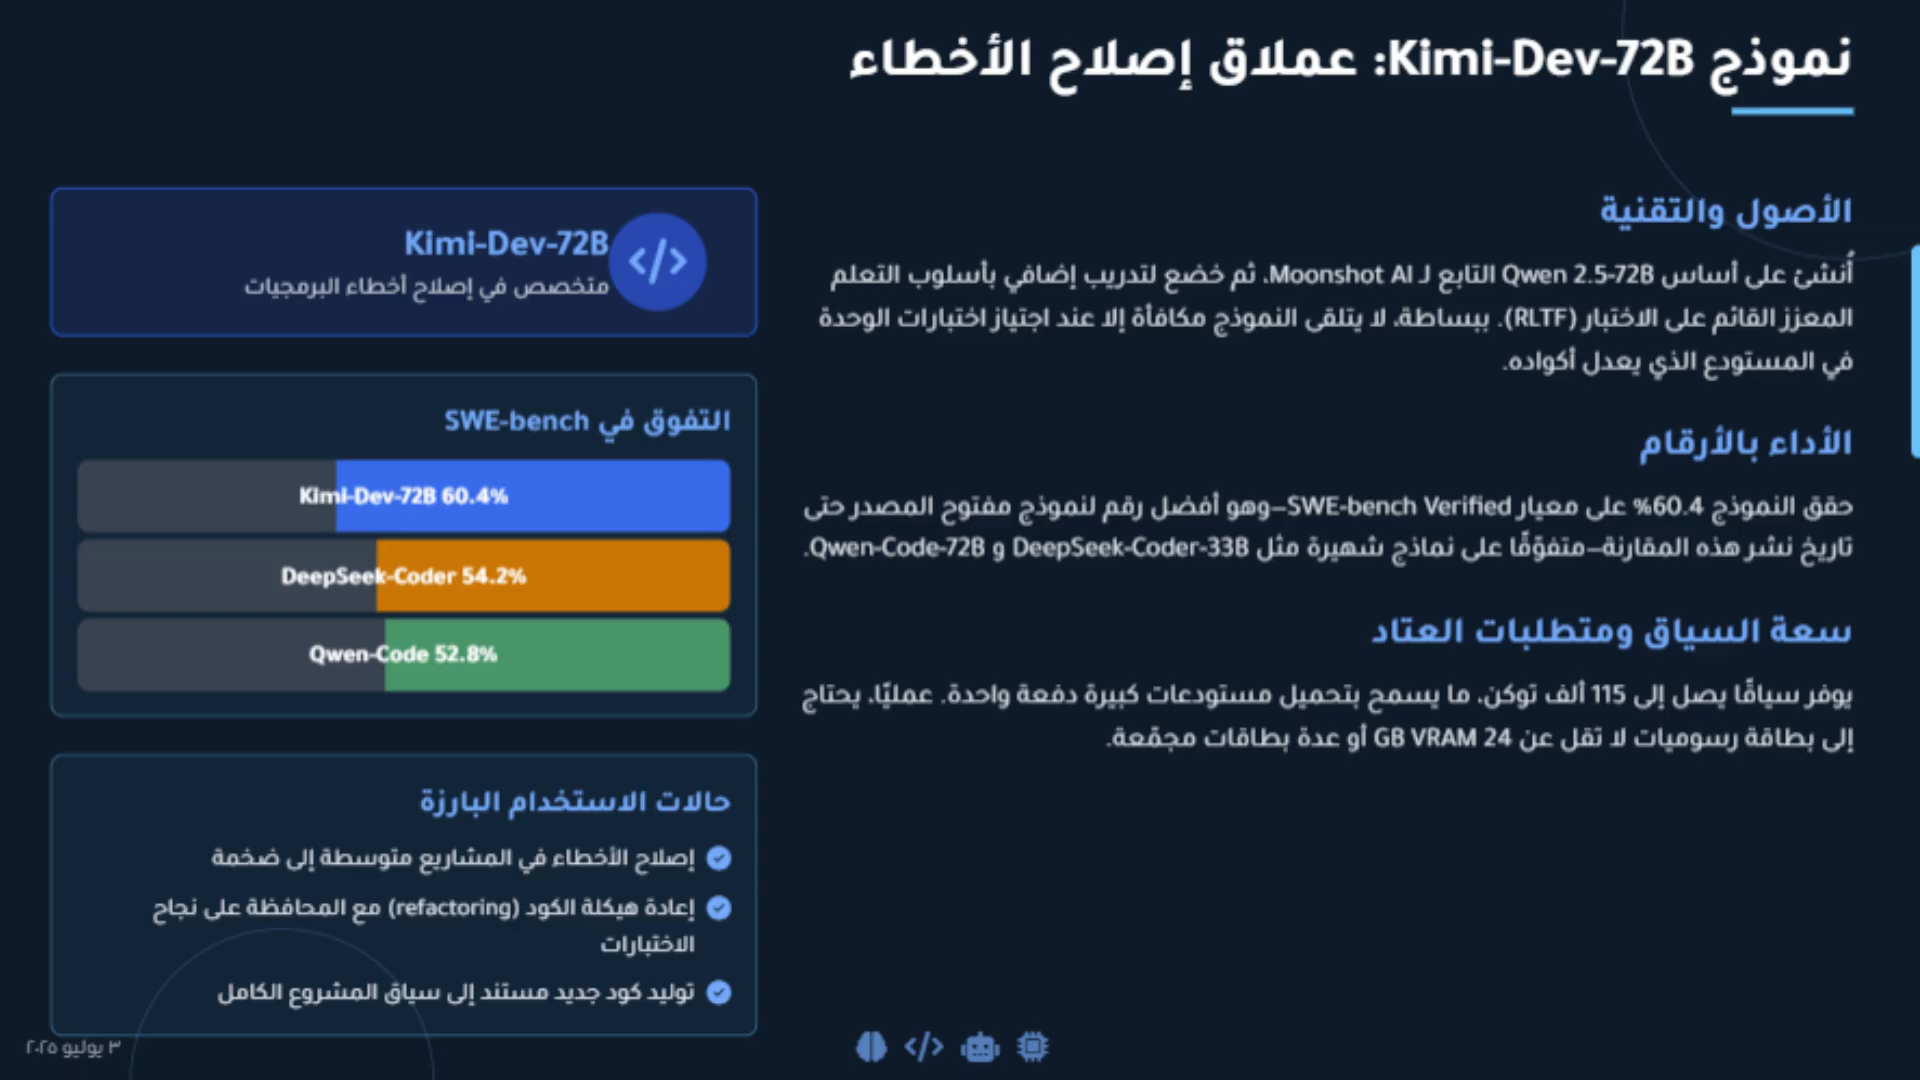 نموذج Kimi-Dev-72B: عملاق إصلاح الأخطاء
الأصول والتقنية
أُنشئ على أساس Qwen 2.5-72B التابع لـ Moonshot AI، ثم خضع لتدريب إضافي بأسلوب التعلم
المعزز القائم على الاختبار (RLTF). ببساطة، لا يتلقى النموذج مكافأة إلا عند اجتياز اختبارات الوحدة
في المستودع الذي يعدل أكواده.
الأداء بالأرقام
حقق النموذج 60.4% على معيار SWE-bench Verified—وهو أفضل رقم لنموذج مفتوح المصدر حتى
تاريخ نشر هذه المقارنة—متفوّقًا على نماذج شهيرة مثل DeepSeek-Coder-33B و Qwen-Code-72B.
سعة السياق ومتطلبات العتاد
يوفر سياقًا يصل إلى 115 ألف توكن، ما يسمح بتحميل مستودعات كبيرة دفعة واحدة. عمليًا، يحتاج
إلى بطاقة رسوميات لا تقل عن 24 GB VRAM أو عدة بطاقات مجمّعة.
Kimi-Dev-72B
متخصص في إصلاح أخطاء البرمجيات
التفوق في SWE-bench
Kimi-Dev-72B 60.4%
DeepSeek-Coder 54.2%
Qwen-Code 52.8%
حالات الاستخدام البارزة
إصلاح الأخطاء في المشاريع متوسطة إلى ضخمة
إعادة هيكلة الكود (refactoring) مع المحافظة على نجاح
الاختبارات
توليد كود جديد مستند إلى سياق المشروع الكامل
٣ يوليو ٢٠٢٥